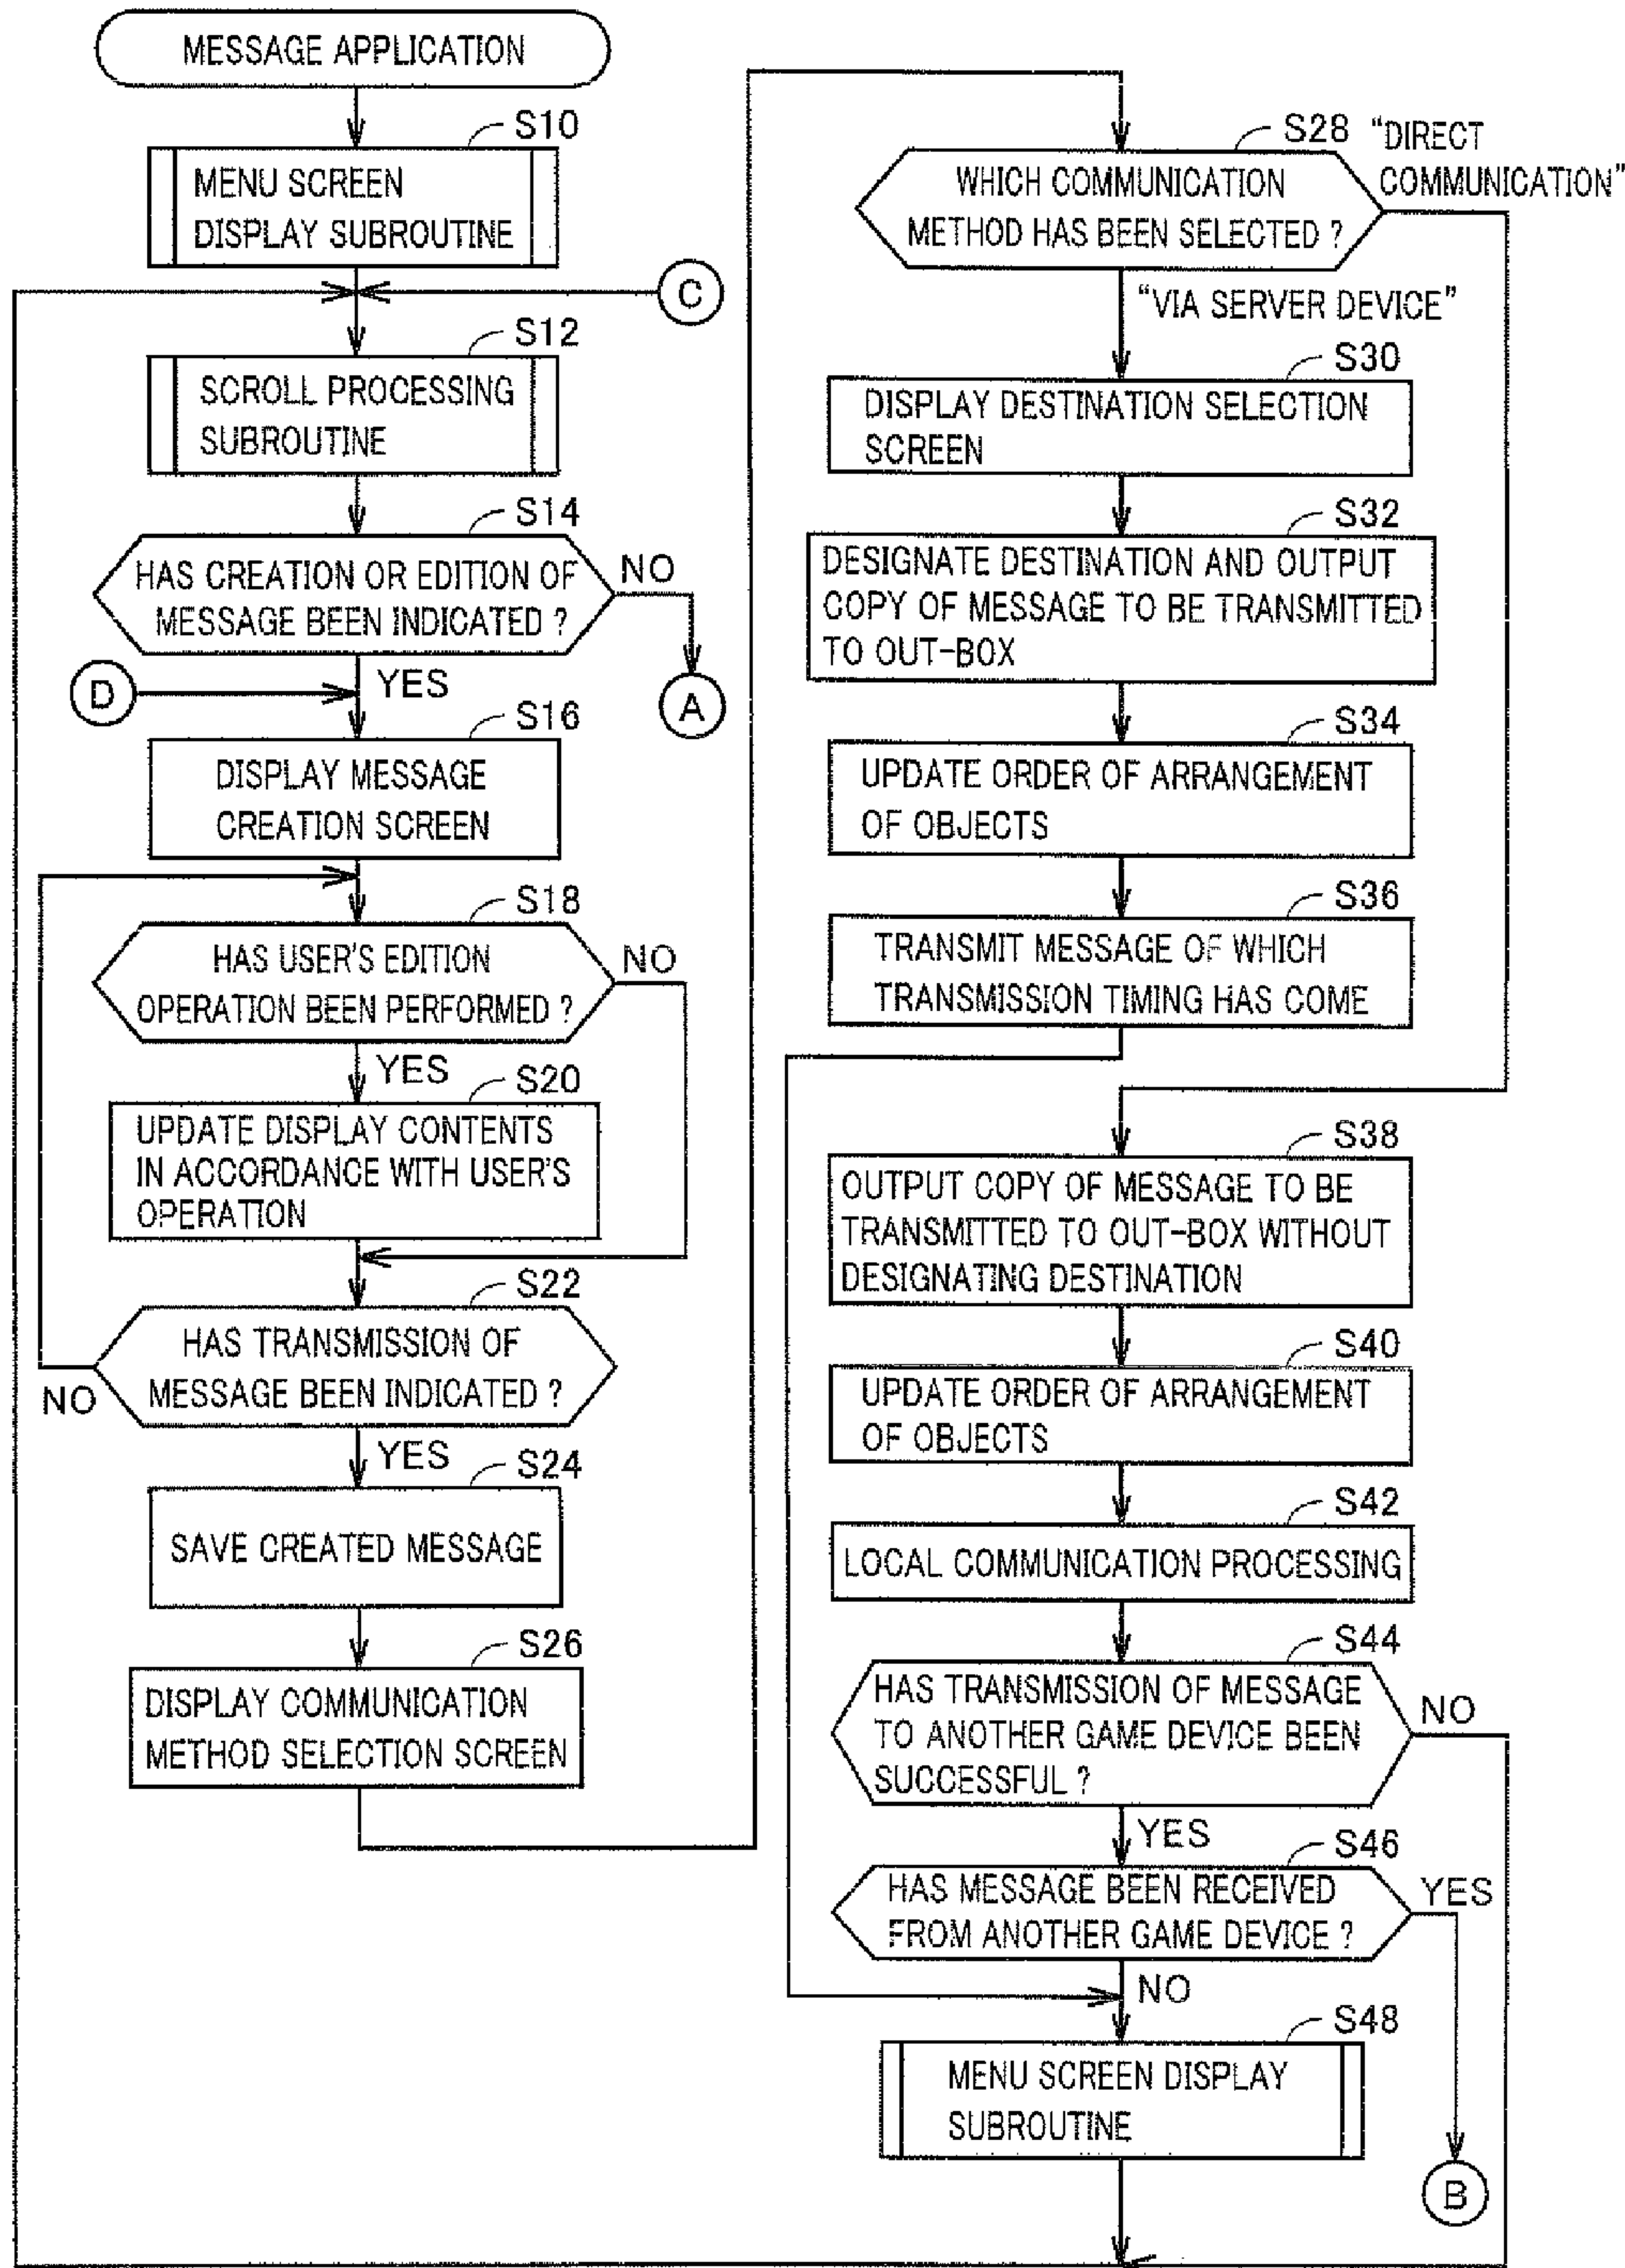 MESSAGE APPLICATION
S10
MENU SCREEN
DISPLAY SUBROUTINE
C
S12
SCROLL PROCESSING
SUBROUTINE
S14
HAS CREATION OR EDITION OF
MESSAGE BEEN INDICATED ?
NO
A
D
YES
S16
DISPLAY MESSAGE
CREATION SCREEN
S18
HAS USER'S EDITION
OPERATION BEEN PERFORMED ?
NO
YES
S20
UPDATE DISPLAY CONTENTS
IN ACCORDANCE WITH USER'S
OPERATION
S22
HAS TRANSMISSION OF
MESSAGE BEEN INDICATED ?
NO
YES
S24
SAVE CREATED MESSAGE
S26
DISPLAY COMMUNICATION
METHOD SELECTION SCREEN
S28
WHICH COMMUNICATION
METHOD HAS BEEN SELECTED ?
“DIRECT
COMMUNICATION”
“VIA SERVER DEVICE”
S30
DISPLAY DESTINATION SELECTION
SCREEN
S32
DESIGNATE DESTINATION AND OUTPUT
COPY OF MESSAGE TO BE TRANSMITTED
TO OUT-BOX
S34
UPDATE ORDER OF ARRANGEMENT
OF OBJECTS
S36
TRANSMIT MESSAGE OF WHICH
TRANSMISSION TIMING HAS COME
S38
OUTPUT COPY OF MESSAGE TO BE
TRANSMITTED TO OUT-BOX WITHOUT
DESIGNATING DESTINATION
S40
UPDATE ORDER OF ARRANGEMENT
OF OBJECTS
S42
LOCAL COMMUNICATION PROCESSING
S44
HAS TRANSMISSION OF MESSAGE
TO ANOTHER GAME DEVICE BEEN
SUCCESSFUL ?
NO
YES
S46
HAS MESSAGE BEEN RECEIVED
FROM ANOTHER GAME DEVICE ?
YES
NO
S48
MENU SCREEN DISPLAY
SUBROUTINE
B